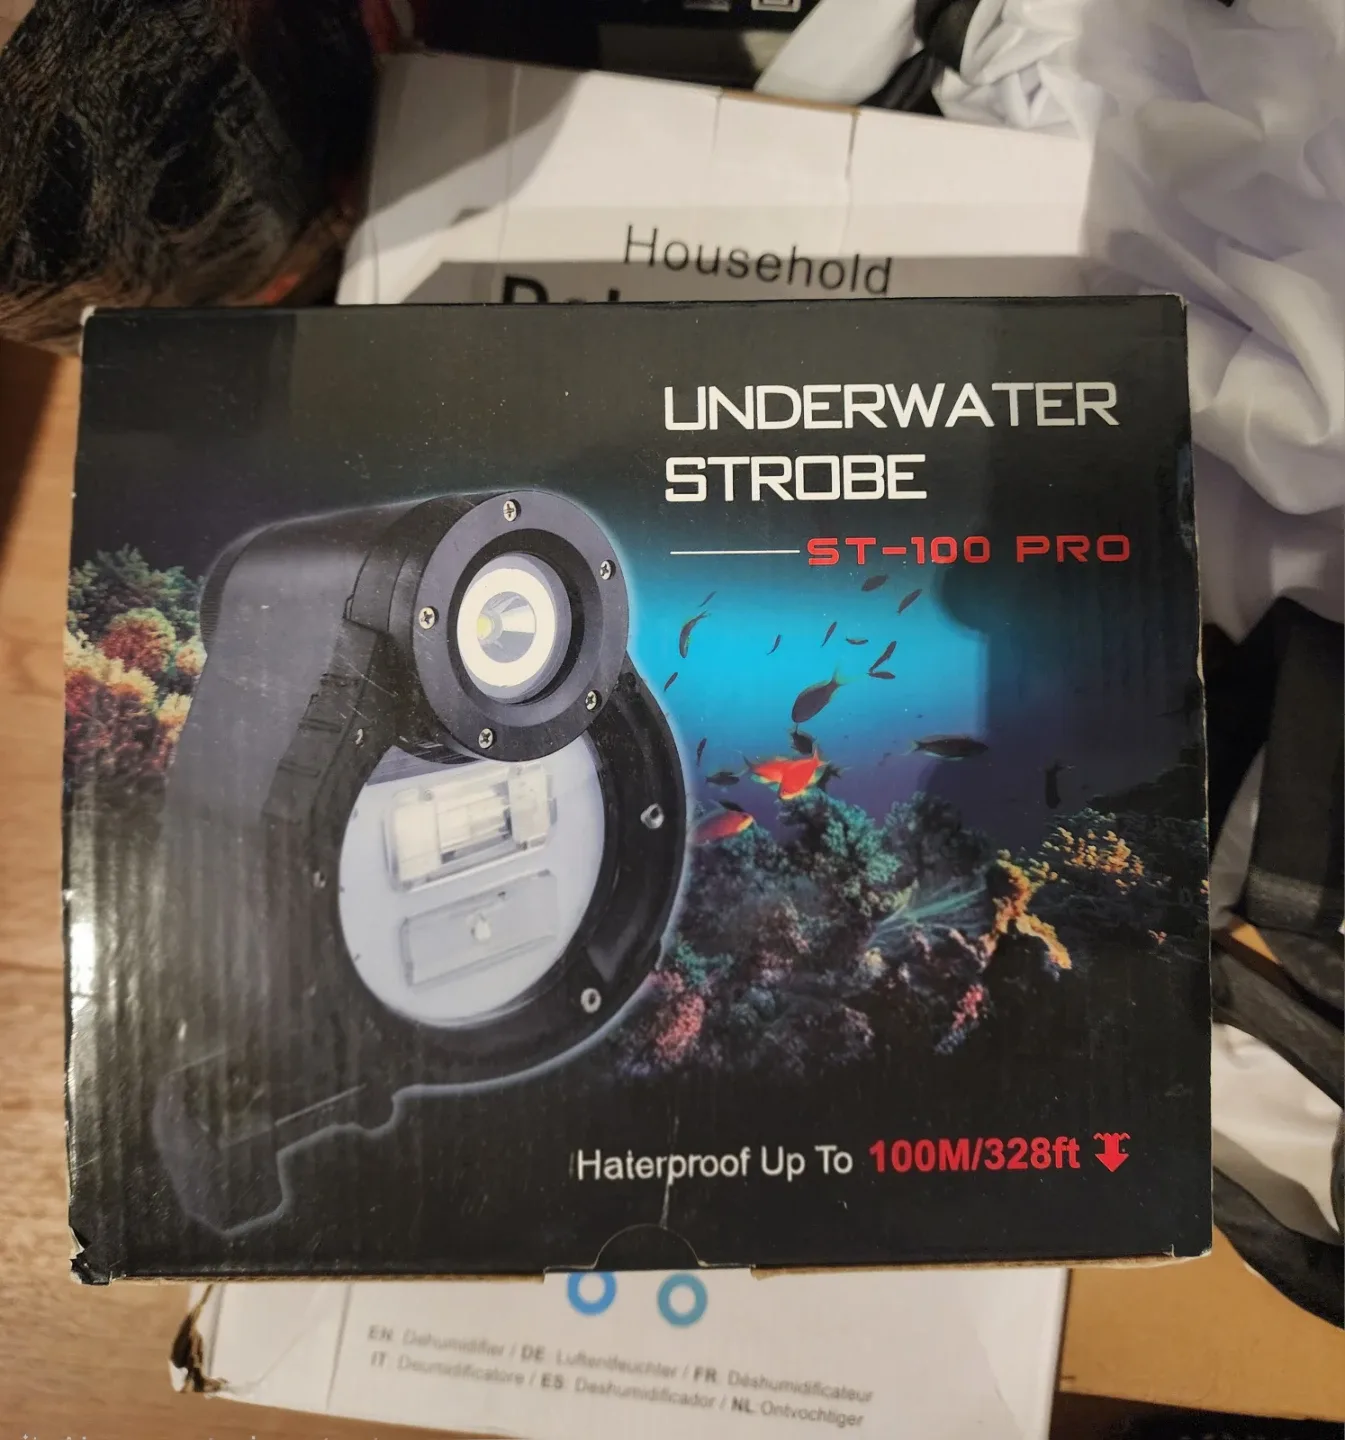 Household
UNDERWATER
STROBE
ST-100 PRO
Haterproof Up To 100M/328ft
EN: Dehumidifier / DE: Luftentfeuchter / FR: Déshumidificateur
IT: Deumidificatore / ES: Deshumidificador / NL: Ontvochtiger